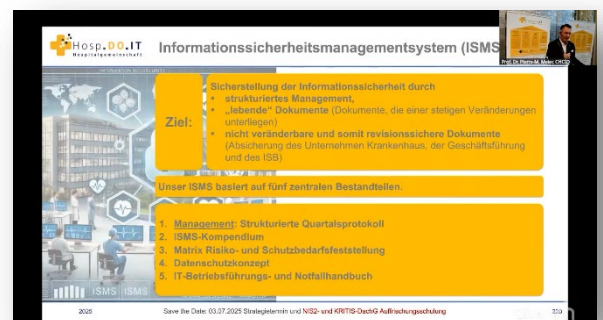 Hosp.DO.IT
Hospitalgemeinschaft
Informationssicherheitsmanagementsystem (ISMS
Prof. Dr. Pierre-M. Meier, CHCIO
Ziel:
Sicherstellung der Informationssicherheit durch
• strukturiertes Management,
• „lebende“ Dokumente (Dokumente, die einer stetigen Veränderungen
unterliegen)
• nicht veränderbare und somit revisionssichere Dokumente
(Absicherung des Unternehmen Krankenhaus, der Geschäftsführung
und des ISB)
Unser ISMS basiert auf fünf zentralen Bestandteilen.
1. Management: Strukturierte Quartalsprotokoll
2. ISMS-Kompendium
3. Matrix Risiko- und Schutzbedarfsfeststellung
4. Datenschutzkonzept
5. IT-Betriebsführungs- und Notfallhandbuch
ISMS ISMS
2025
Save the Date: 03.07.2025 Strategietermin und NIS2- und KRITIS-DachG Auffrischungsschulung